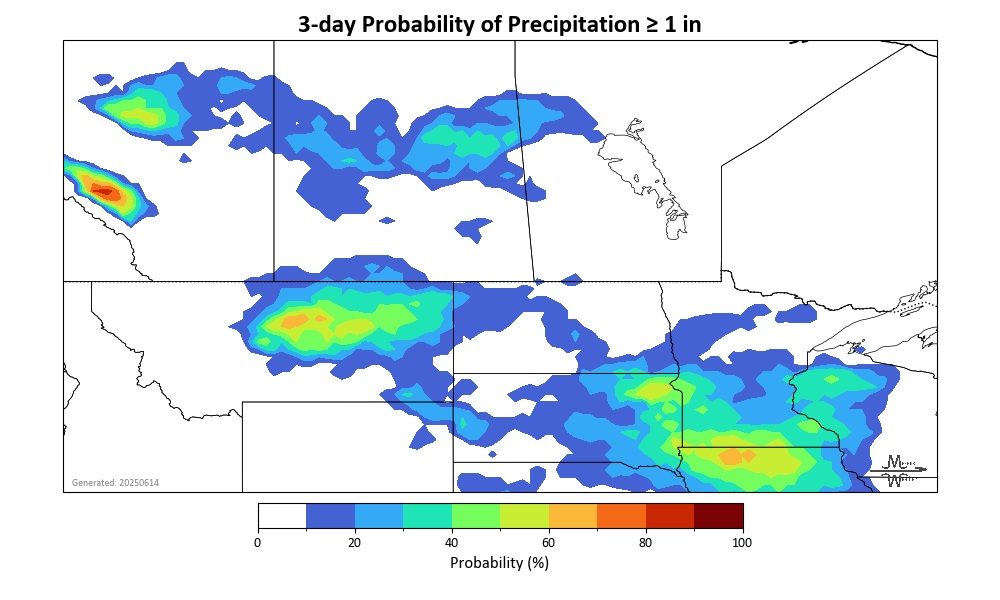 3-day Probability of Precipitation ≥ 1 in
Generated: 20250614
0 20 40 60 80 100
Probability (%)